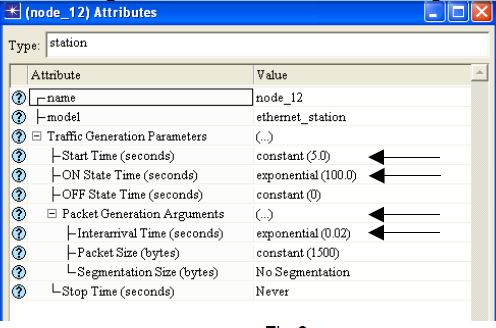 (node_12) Attributes
Type: station
Attribute Value
name node_12
model ethernet_station
Traffic Generation Parameters (...)
Start Time (seconds) constant (5.0)
ON State Time (seconds) exponential (100.0)
OFF State Time (seconds) constant (0)
Packet Generation Arguments (...)
Interarrival Time (seconds) exponential (0.02)
Packet Size (bytes) constant (1500)
Segmentation Size (bytes) No Segmentation
Stop Time (seconds) Never